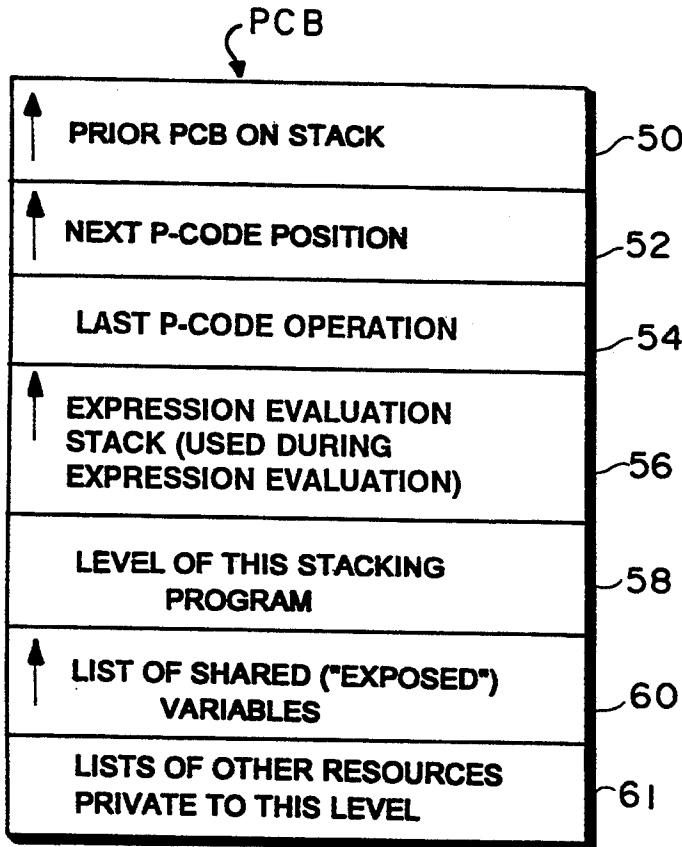 PCB
PRIOR PCB ON STACK
50
NEXT P-CODE POSITION
52
LAST P-CODE OPERATION
54
EXPRESSION EVALUATION
STACK (USED DURING
EXPRESSION EVALUATION)
56
LEVEL OF THIS STACKING
PROGRAM
58
LIST OF SHARED ("EXPOSED")
VARIABLES
60
LISTS OF OTHER RESOURCES
PRIVATE TO THIS LEVEL
61